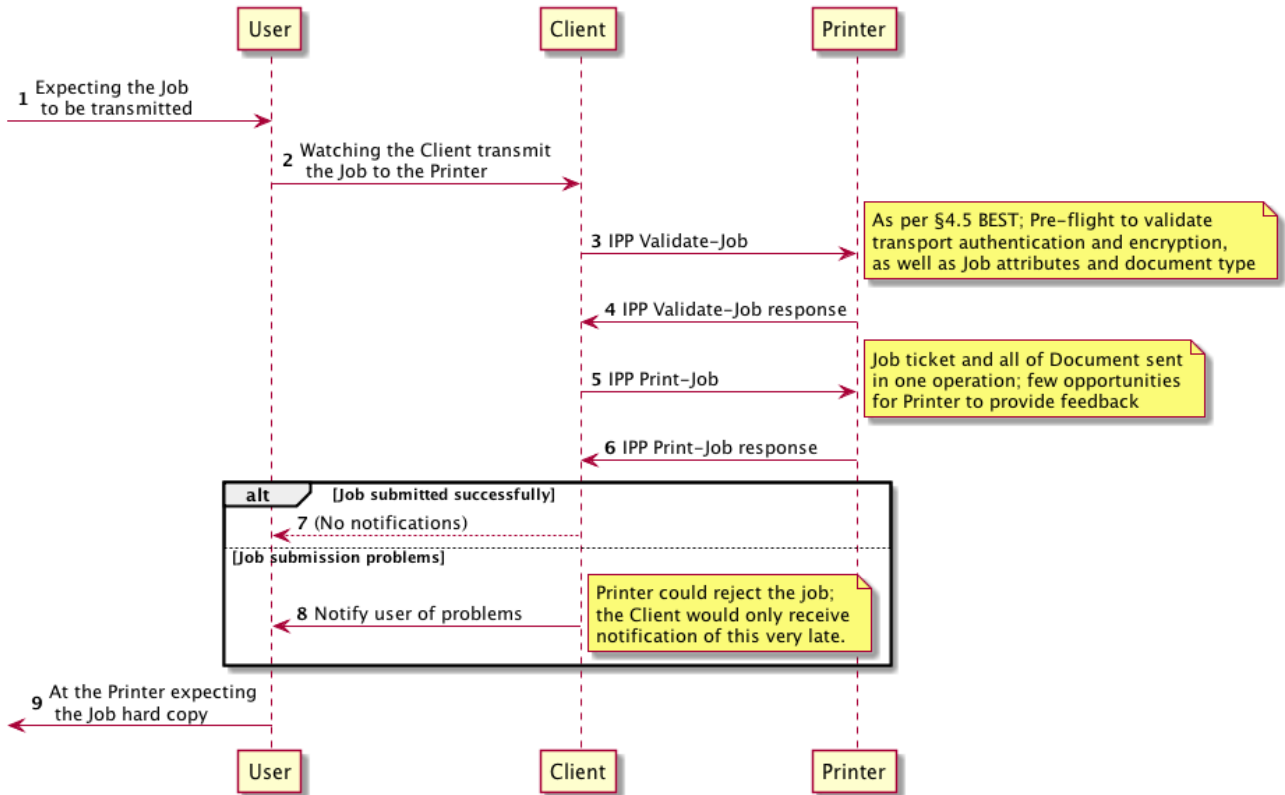 User
Client
Printer
1 Expecting the Job
to be transmitted
2 Watching the Client transmit
the Job to the Printer
As per §4.5 BEST; Pre-flight to validate
transport authentication and encryption,
as well as Job attributes and document type
3 IPP Validate-Job
4 IPP Validate-Job response
Job ticket and all of Document sent
in one operation; few opportunities
for Printer to provide feedback
5 IPP Print-Job
6 IPP Print-Job response
alt [Job submitted successfully]
7 (No notifications)
[Job submission problems]
Printer could reject the job;
the Client would only receive
notification of this very late.
8 Notify user of problems
9 At the Printer expecting
the Job hard copy
User
Client
Printer